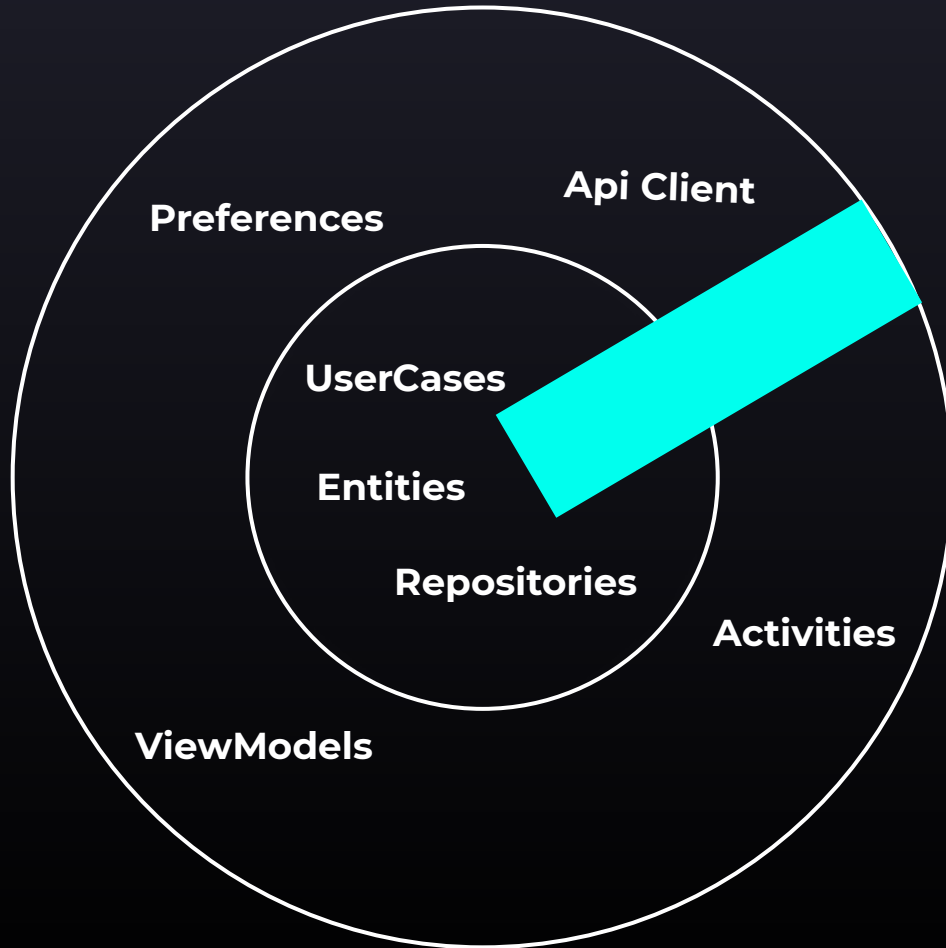 Api Client
Preferences
UserCases
Entities
Repositories
Activities
ViewModels